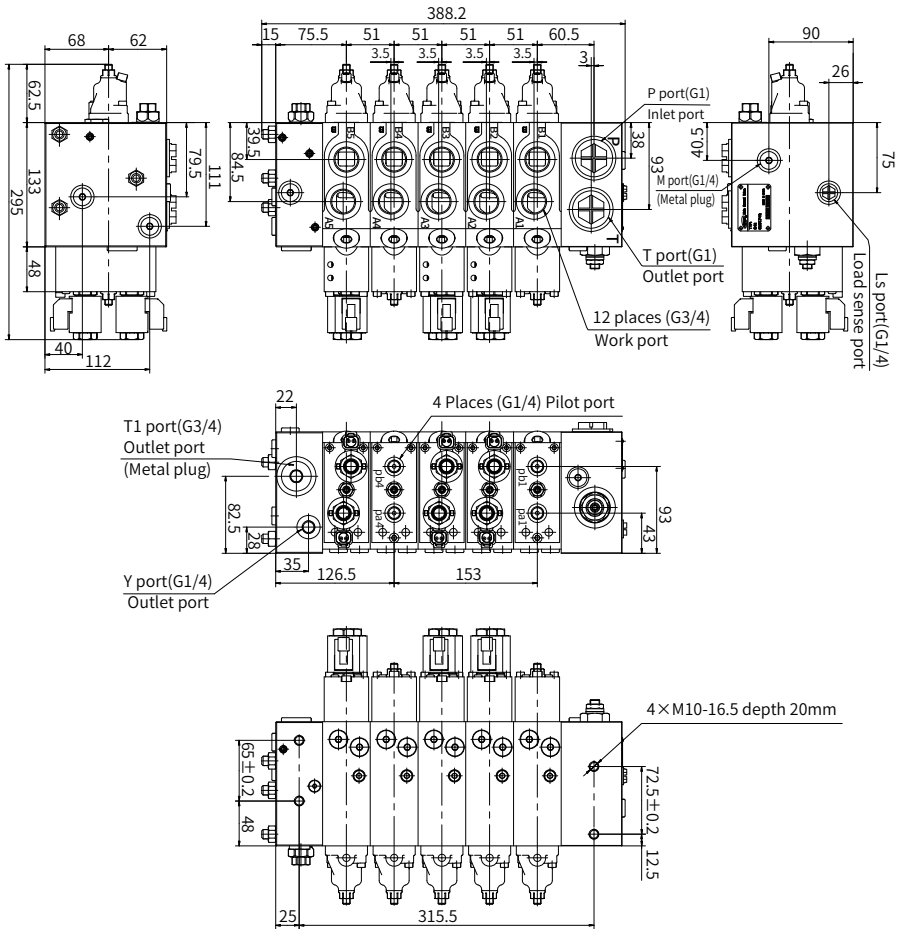 388.2
68
62
15
75.5
51
51
51
51
60.5
90
3.5
3.5
3.5
3.5
3
26
P port(G1)
Inlet port
62.5
133
295
48
79.5
111
39.5
84.5
B5
B4
B3
B2
B1
P
38
93
40.5
75
M port(G1/4)
(Metal plug)
A5
A4
A3
A2
A1
T
T port(G1)
Outlet port
Ls port(G1/4)
Load sense port
12 places (G3/4)
Work port
40
112
22
4 Places (G1/4) Pilot port
T1 port(G3/4)
Outlet port
(Metal plug)
pb4
pb1
pa4
pa1
82.5
28
93
43
35
126.5
153
Y port(G1/4)
Outlet port
4×M10-16.5 depth 20mm
65±0.2
48
72.5±0.2
12.5
25
315.5